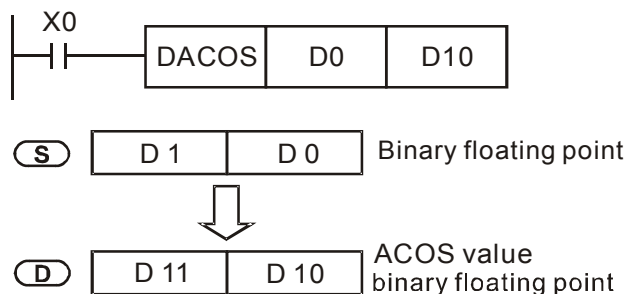 X0
DACOS D0 D10
S D 1 D 0 Binary floating point
D D 11 D 10 ACOS value
binary floating point